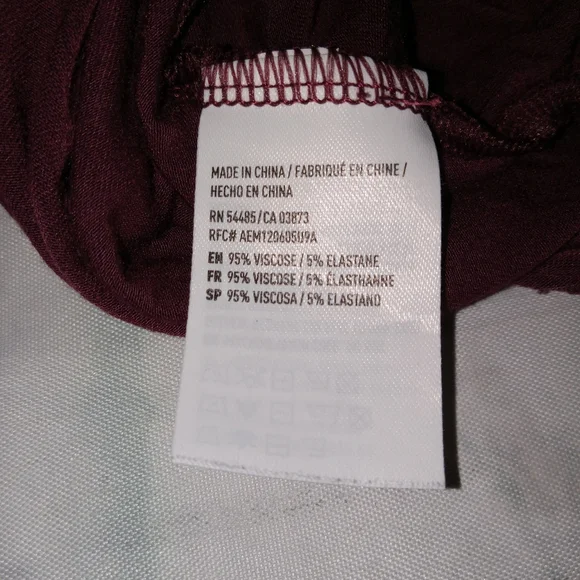 MADE IN CHINA / FABRIQUÉ EN CHINE /
HECHO EN CHINA
RN 54485/CA 03873
RFC# AEM120605U9A
EN 95% VISCOSE / 5% ELASTANE
FR 95% VISCOSE / 5% ÉLASTHANNE
SP 95% VISCOSA / 5% ELASTANO